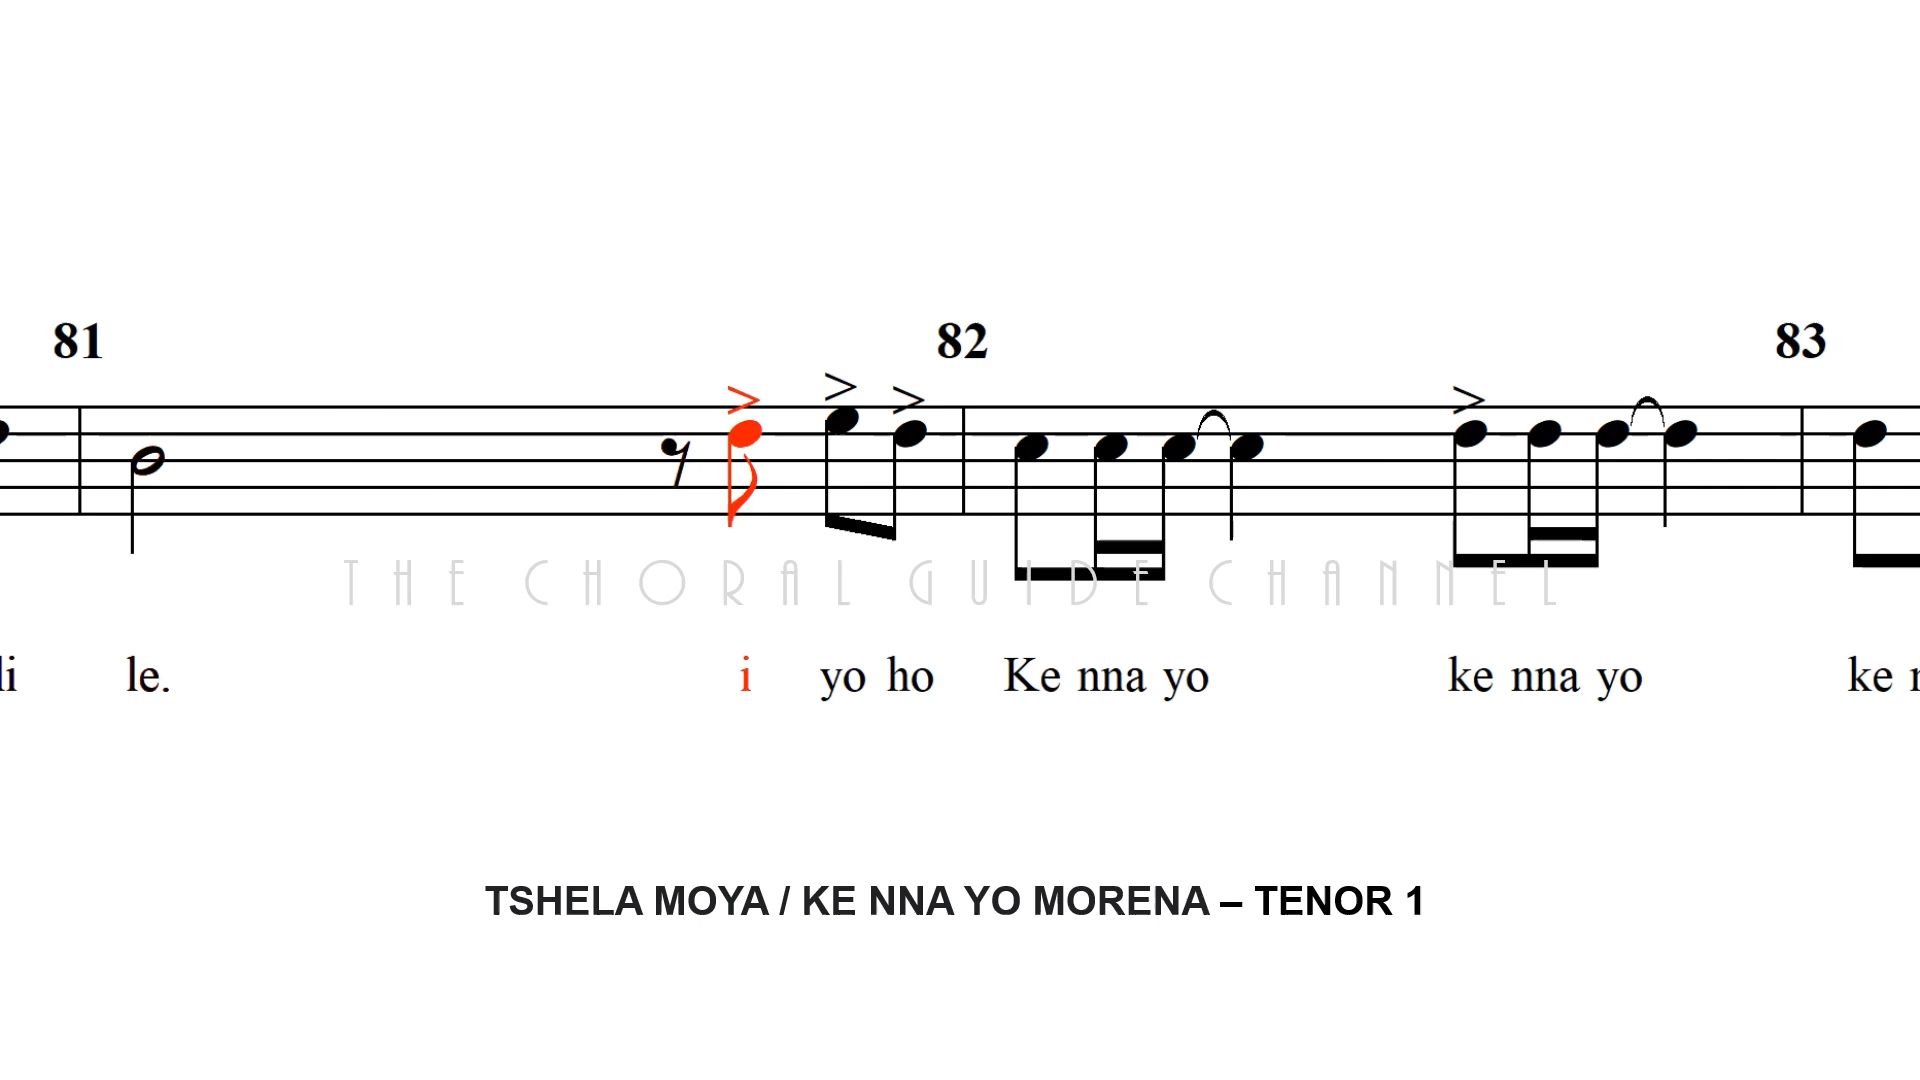 81 82 83
THE CHORAL GUIDE CHANNEL
le. i yo ho Ke nna yo ke nna yo ke
TSHELA MOYA / KE NNA YO MORENA – TENOR 1